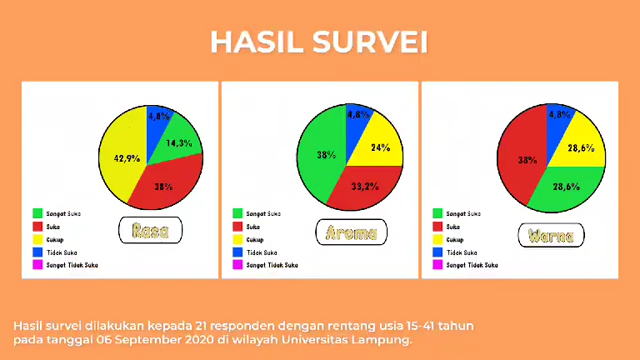 HASIL SURVEI
4,8%
14,3%
42,9%
38%
Sangat Suka
Suka
Cukup
Tidak Suka
Sangat Tidak Suka
Rasa
4,8%
38%
24%
33,2%
Sangat Suka
Suka
Cukup
Tidak Suka
Sangat Tidak Suka
Aroma
4,8%
38%
28,6%
28,6%
Sangat Suka
Suka
Cukup
Tidak Suka
Sangat Tidak Suka
Warna
Hasil survei dilakukan kepada 21 responden dengan rentang usia 15-41 tahun
pada tanggal 06 September 2020 di wilayah Universitas Lampung.